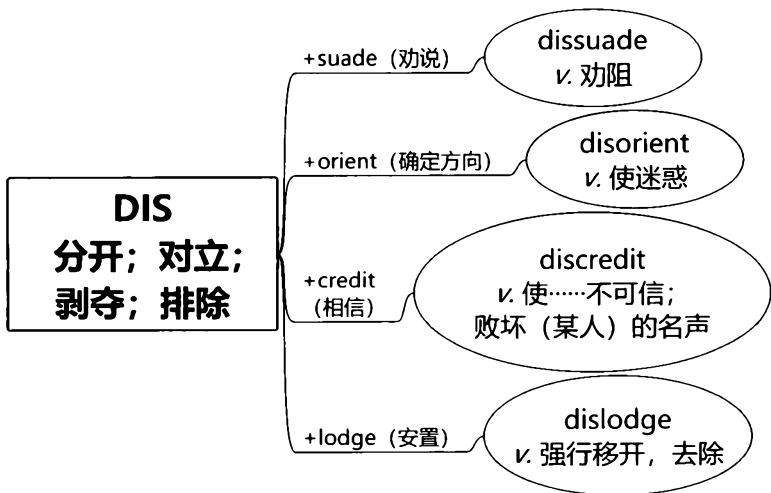 DIS
分开；对立；
剥夺；排除
+suade（劝说）
dissuade
v. 劝阻
+orient（确定方向）
disorient
v. 使迷惑
+credit
（相信）
discredit
v. 使……不可信；
败坏（某人）的名声
+lodge（安置）
dislodge
v. 强行移开，去除